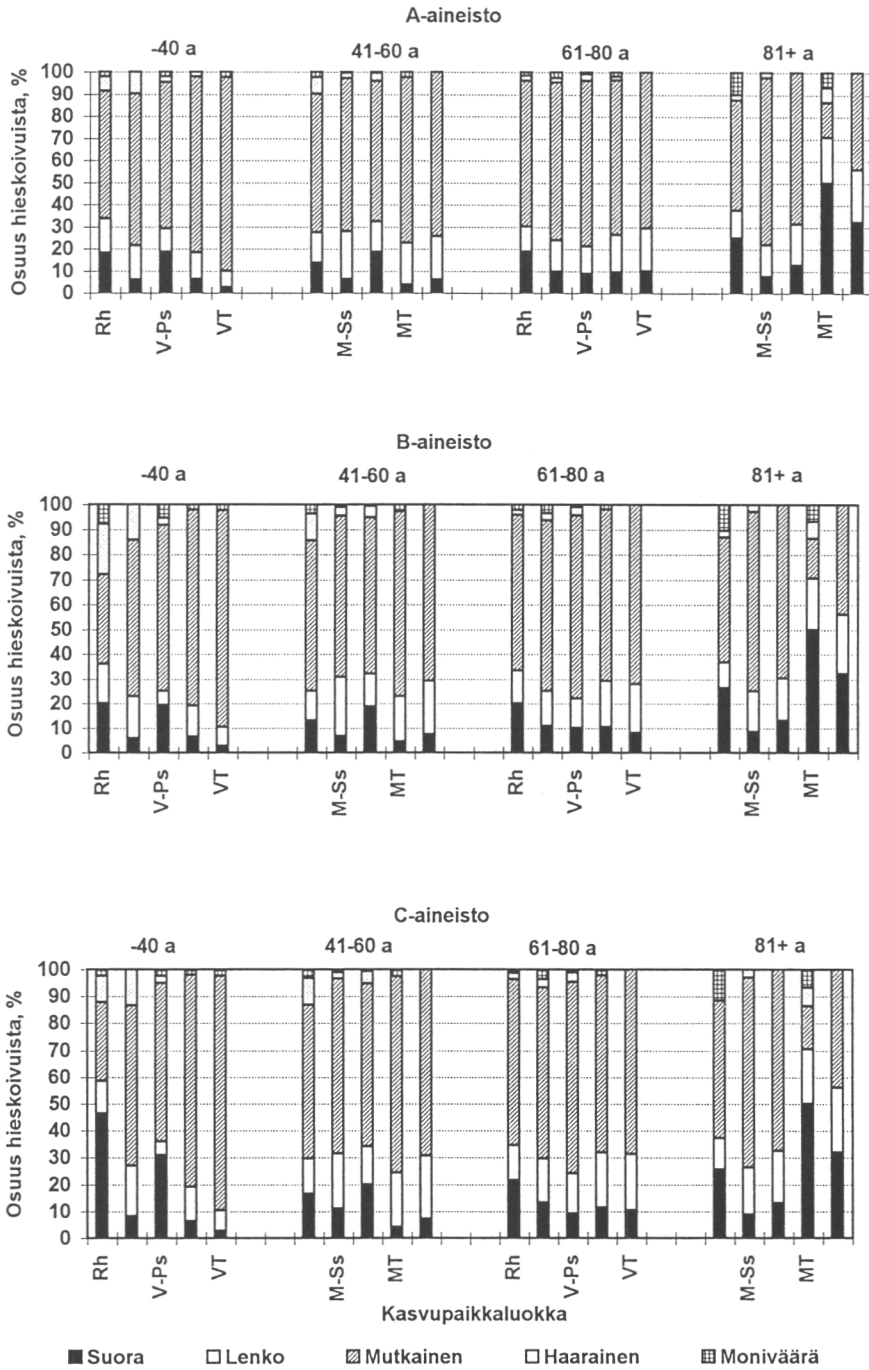 A-aineisto
-40 a 41-60 a 61-80 a 81+ a
Osuus hieskoivuista, %
100
90
80
70
60
50
40
30
20
10
0
Rh V-Ps VT M-Ss MT Rh V-Ps VT M-Ss MT
B-aineisto
-40 a 41-60 a 61-80 a 81+ a
Osuus hieskoivuista, %
100
90
80
70
60
50
40
30
20
10
0
Rh V-Ps VT M-Ss MT Rh V-Ps VT M-Ss MT
C-aineisto
-40 a 41-60 a 61-80 a 81+ a
Osuus hieskoivuista, %
100
90
80
70
60
50
40
30
20
10
0
Rh V-Ps VT M-Ss MT Rh V-Ps VT M-Ss MT
Kasvupaikkaluokka
Suora Lenko Mutkainen Haarainen Moniväärä